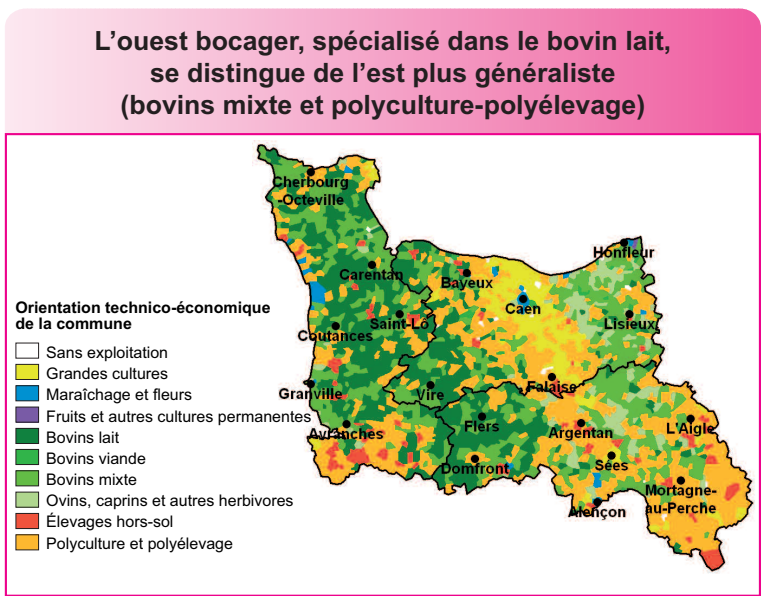 L'ouest bocager, spécialisé dans le bovin lait,
se distingue de l'est plus généraliste
(bovins mixte et polyculture-polyélevage)
Cherbourg
-Octeville
Honfleur
Carentan
Bayeux
Caen
Orientation technico-économique
de la commune
Saint-Lô
Lisieux
Coutances
Sans exploitation
Grandes cultures
Maraîchage et fleurs
Fruits et autres cultures permanentes
Bovins lait
Bovins viande
Bovins mixte
Ovins, caprins et autres herbivores
Élevages hors-sol
Polyculture et polyélevage
Granville
Vire
Falaise
Avranches
Flers
Argentan
L'Aigle
Domfront
Sées
Mortagne-
au-Perche
Alençon